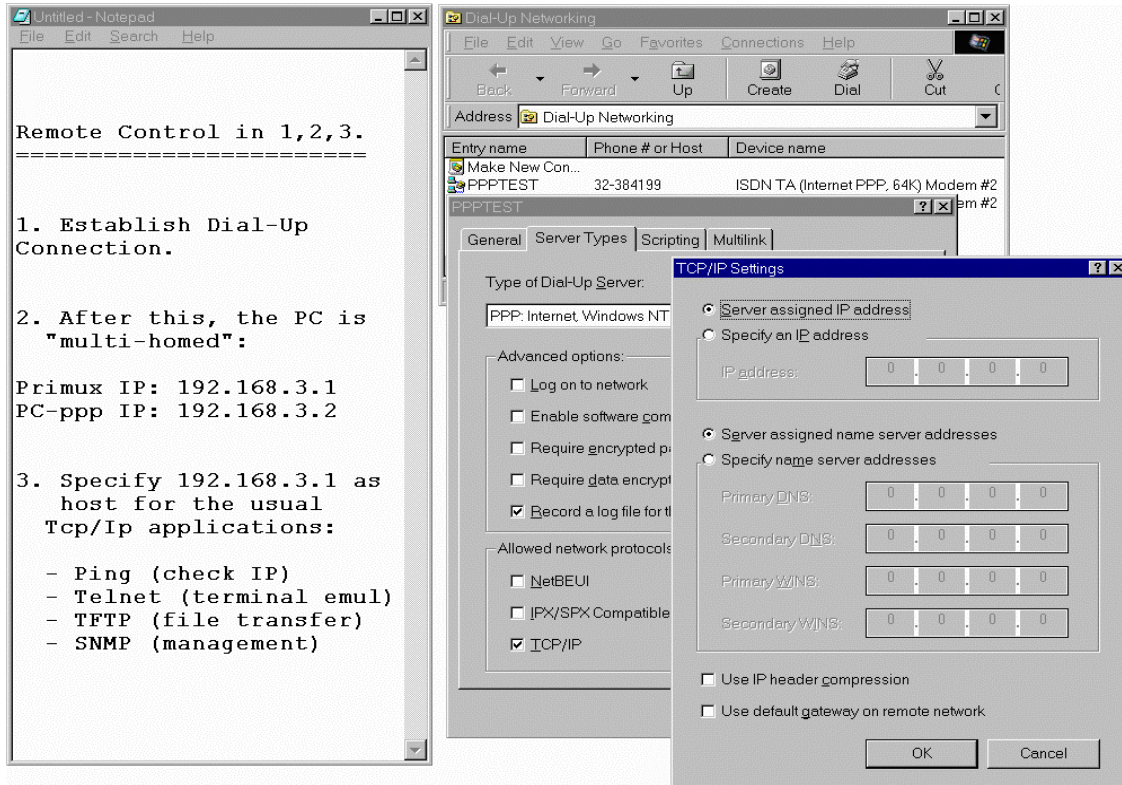 Untitled - Notepad
File Edit Search Help
Remote Control in 1,2,3.
========================
1. Establish Dial-Up
Connection.
2. After this, the PC is
"multi-homed":
Primux IP: 192.168.3.1
PC-ppp IP: 192.168.3.2
3. Specify 192.168.3.1 as
host for the usual
Tcp/Ip applications:
- Ping (check IP)
- Telnet (terminal emul)
- TFTP (file transfer)
- SNMP (management)
Dial-Up Networking
File Edit View Go Favorites Connections Help
Back Forward Up Create Dial Cut
Address Dial-Up Networking
Entry name Phone # or Host Device name
Make New Con...
PPPTEST 32-384199 ISDN TA (Internet PPP, 64K) Modem #2
em #2
PPPTEST
General Server Types Scripting Multilink
Type of Dial-Up Server:
PPP: Internet, Windows NT
Advanced options:
Log on to network
Enable software com
Require encrypted pa
Require data encrypt
Record a log file for th
Allowed network protocols
NetBEUI
IPX/SPX Compatible
TCP/IP
TCP/IP Settings
Server assigned IP address
Specify an IP address
IP address: 0 . 0 . 0 . 0
Server assigned name server addresses
Specify name server addresses
Primary DNS: 0 . 0 . 0 . 0
Secondary DNS: 0 . 0 . 0 . 0
Primary WINS: 0 . 0 . 0 . 0
Secondary WINS: 0 . 0 . 0 . 0
Use IP header compression
Use default gateway on remote network
OK Cancel